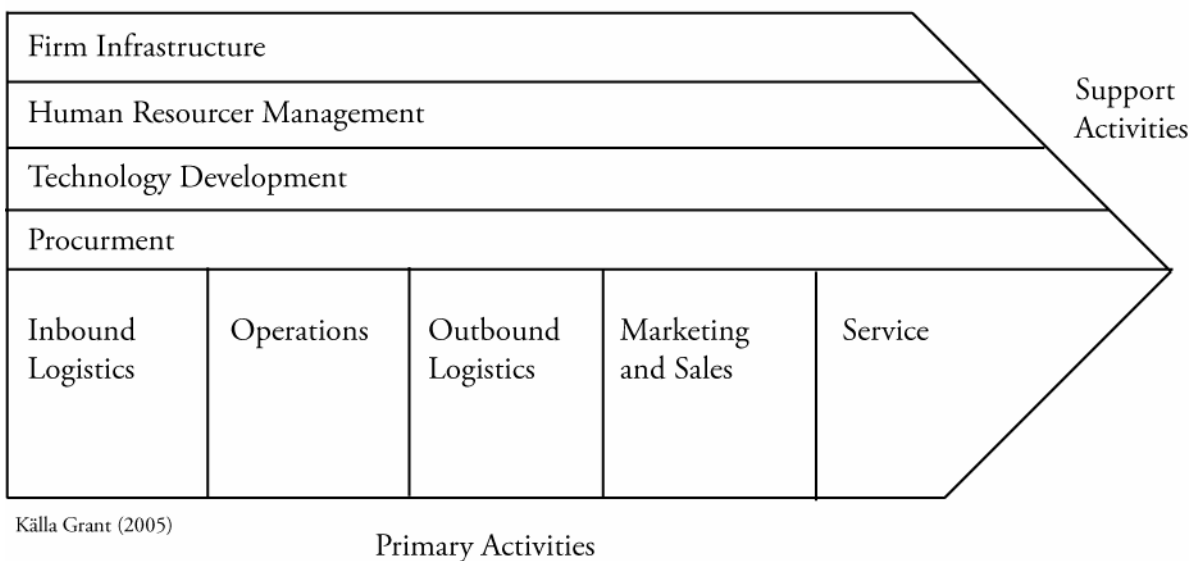 Firm Infrastructure
Human Resourcer Management
Support
Activities
Technology Development
Procurment
Inbound
Logistics
Operations
Outbound
Logistics
Marketing
and Sales
Service
Källa Grant (2005)
Primary Activities